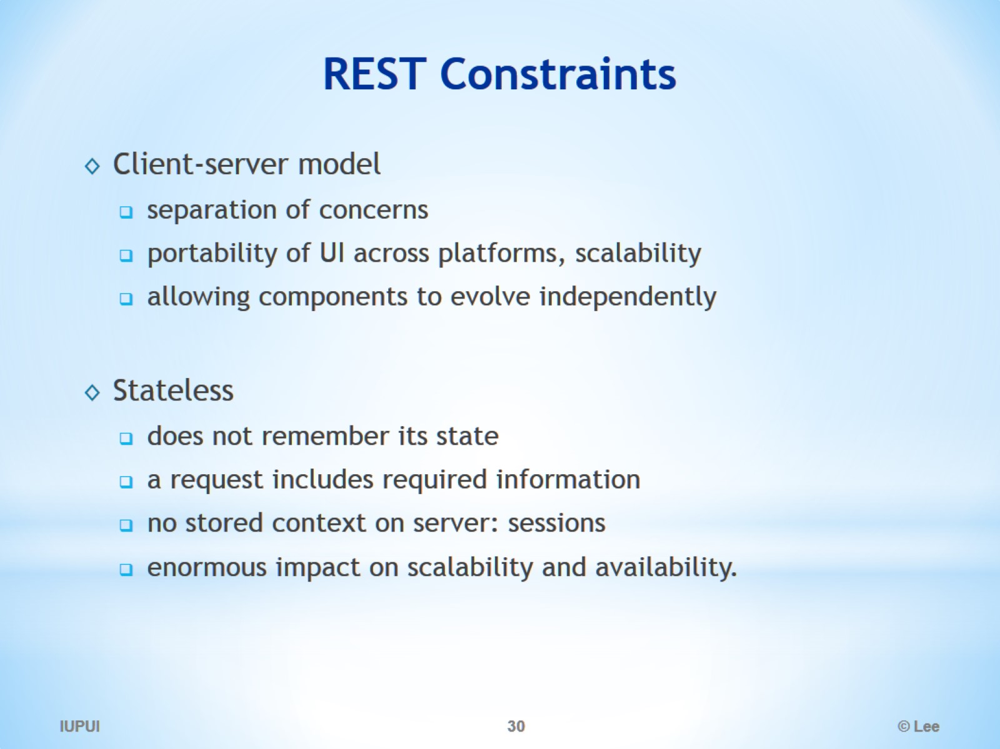 REST Constraints
◇ Client-server model
❑ separation of concerns
❑ portability of UI across platforms, scalability
❑ allowing components to evolve independently
◇ Stateless
❑ does not remember its state
❑ a request includes required information
❑ no stored context on server: sessions
❑ enormous impact on scalability and availability.
IUPUI 30 © Lee